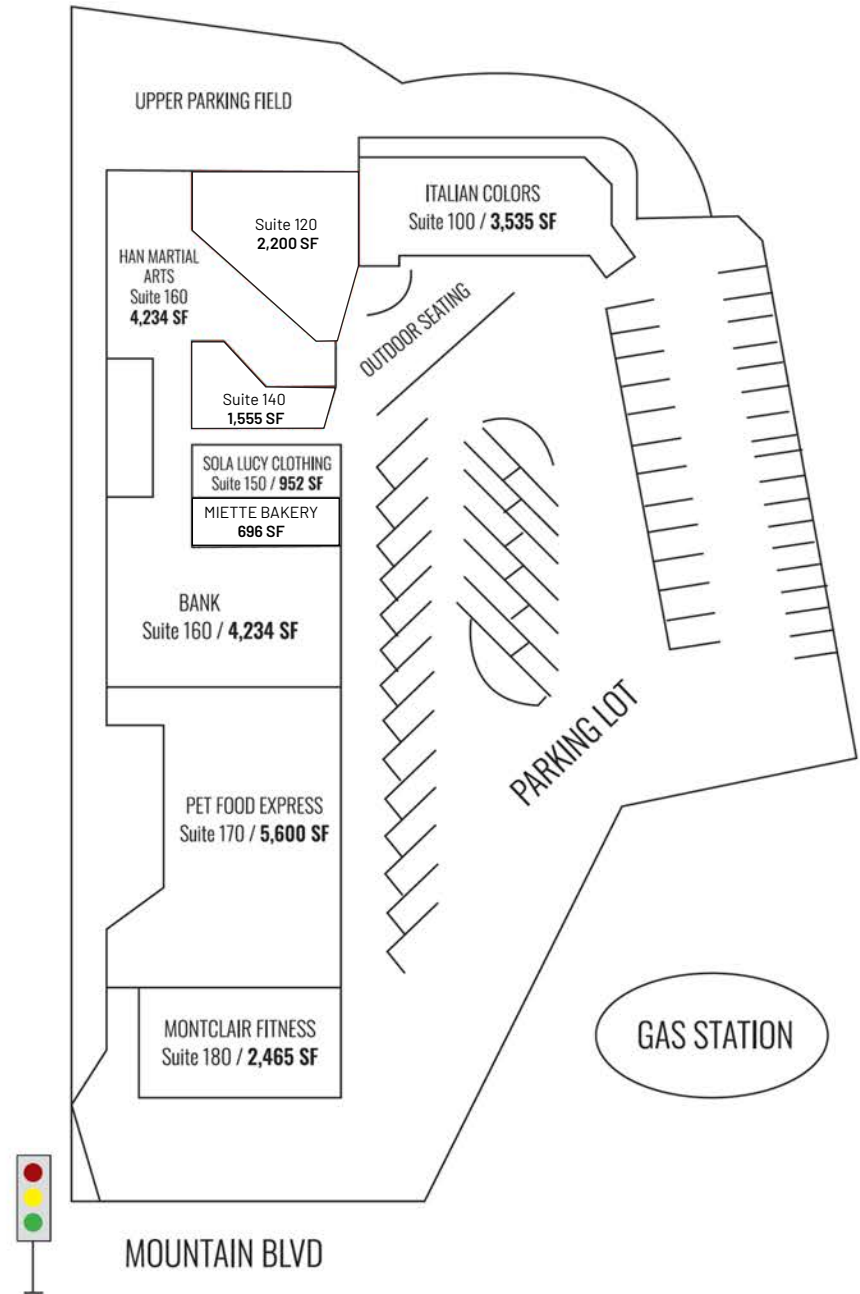 UPPER PARKING FIELD
ITALIAN COLORS
Suite 100 / 3,535 SF
Suite 120
2,200 SF
HAN MARTIAL
ARTS
Suite 160
4,234 SF
OUTDOOR SEATING
Suite 140
1,555 SF
SOLA LUCY CLOTHING
Suite 150 / 952 SF
MIETTE BAKERY
696 SF
BANK
Suite 160 / 4,234 SF
PARKING LOT
PET FOOD EXPRESS
Suite 170 / 5,600 SF
MONTCLAIR FITNESS
Suite 180 / 2,465 SF
GAS STATION
MOUNTAIN BLVD